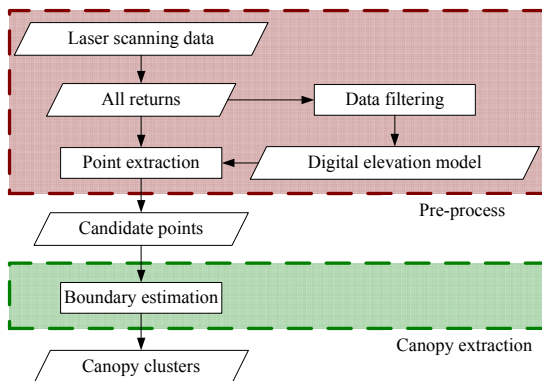 Laser scanning data
All returns
Data filtering
Point extraction
Digital elevation model
Pre-process
Candidate points
Boundary estimation
Canopy extraction
Canopy clusters